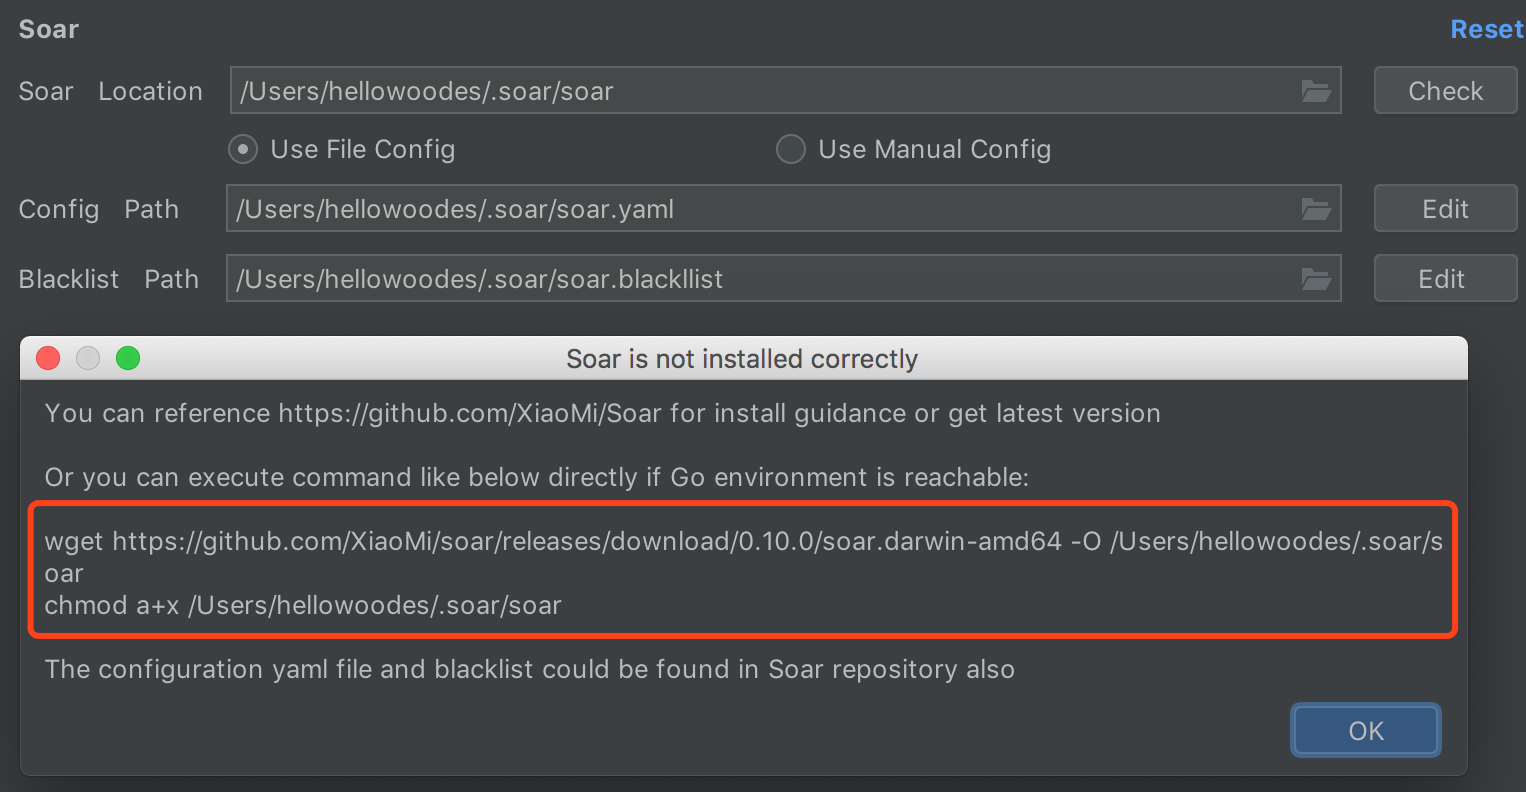 Soar Reset
Soar Location /Users/hellowoodes/.soar/soar Check
Use File Config Use Manual Config
Config Path /Users/hellowoodes/.soar/soar.yaml Edit
Blacklist Path /Users/hellowoodes/.soar/soar.blackllist Edit
Soar is not installed correctly
You can reference https://github.com/XiaoMi/Soar for install guidance or get latest version
Or you can execute command like below directly if Go environment is reachable:
wget https://github.com/XiaoMi/soar/releases/download/0.10.0/soar.darwin-amd64 -O /Users/hellowoodes/.soar/s
oar
chmod a+x /Users/hellowoodes/.soar/soar
The configuration yaml file and blacklist could be found in Soar repository also
OK